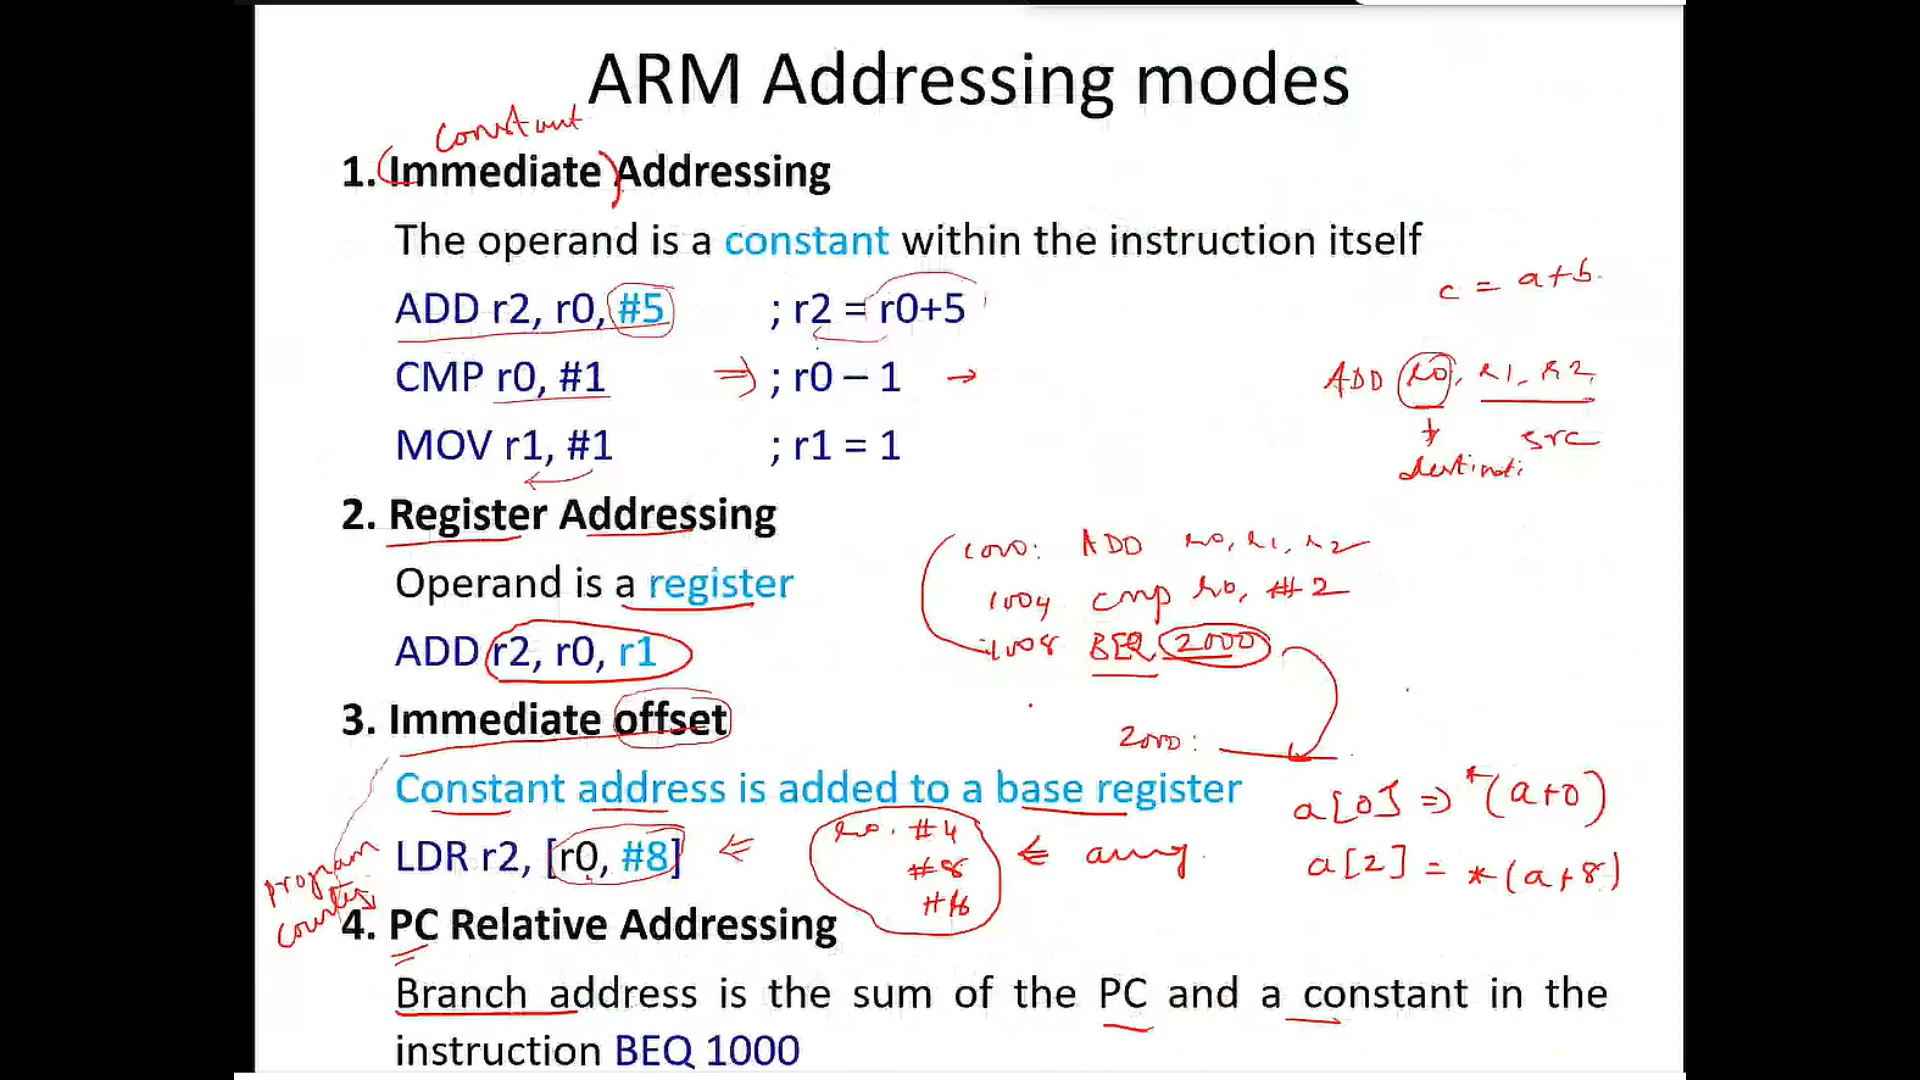 ARM Addressing modes
constant
1. (Immediate) Addressing
The operand is a constant within the instruction itself
c = a+b.
ADD r2, r0, #5 ; r2 = r0+5
CMP r0, #1 => ; r0 – 1 →
ADD r0, r1, r2
MOV r1, #1 ; r1 = 1
src
destinati
2. Register Addressing
1000: ADD r0, r1, r2
Operand is a register
1004 cmp r0, #2
1008 BEQ 2000
ADD r2, r0, r1
3. Immediate offset
2000:
Constant address is added to a base register
a[0] => *(a+0)
r0, #4
LDR r2, [r0, #8]
#8
array
a[2] = *(a+8)
#16
program
counter
4. PC Relative Addressing
Branch address is the sum of the PC and a constant in the
instruction BEQ 1000